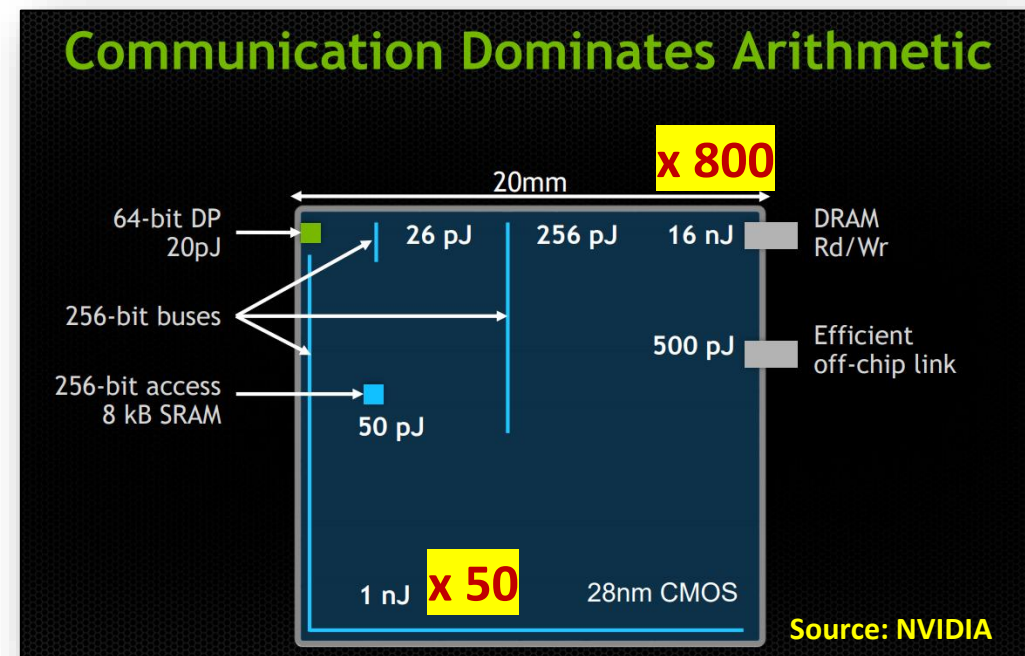 Communication Dominates Arithmetic
x 800
20mm
64-bit DP
20pJ
26 pJ
256 pJ
16 nJ
DRAM
Rd/Wr
256-bit buses
500 pJ
Efficient
off-chip link
256-bit access
8 kB SRAM
50 pJ
1 nJ
x 50
28nm CMOS
Source: NVIDIA